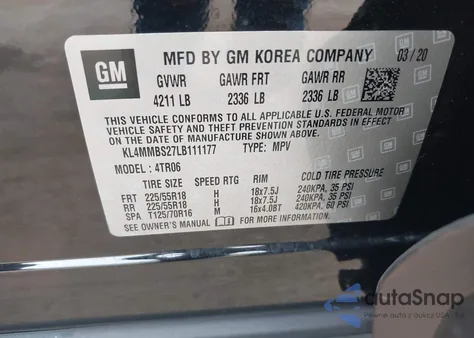 GM
MFD BY GM KOREA COMPANY 03/20
GVWR GAWR FRT GAWR RR
4211 LB 2336 LB 2336 LB
THIS VEHICLE CONFORMS TO ALL APPLICABLE U.S. FEDERAL MOTOR
VEHICLE SAFETY AND THEFT PREVENTION STANDARDS IN EFFECT
ON THE DATE OF MANUFACTURE SHOWN ABOVE.
KL4MMBS27LB111177 TYPE: MPV
MODEL: 4TR06
TIRE SIZE SPEED RTG RIM COLD TIRE PRESSURE
FRT 225/55R18 H 18x7.5J 240KPA, 35 PSI
RR 225/55R18 H 18x7.5J 240KPA, 35 PSI
SPA T125/70R16 M 16x4.0BT 420KPA, 60 PSI
SEE OWNER'S MANUAL FOR MORE INFORMATION.
autaSnap